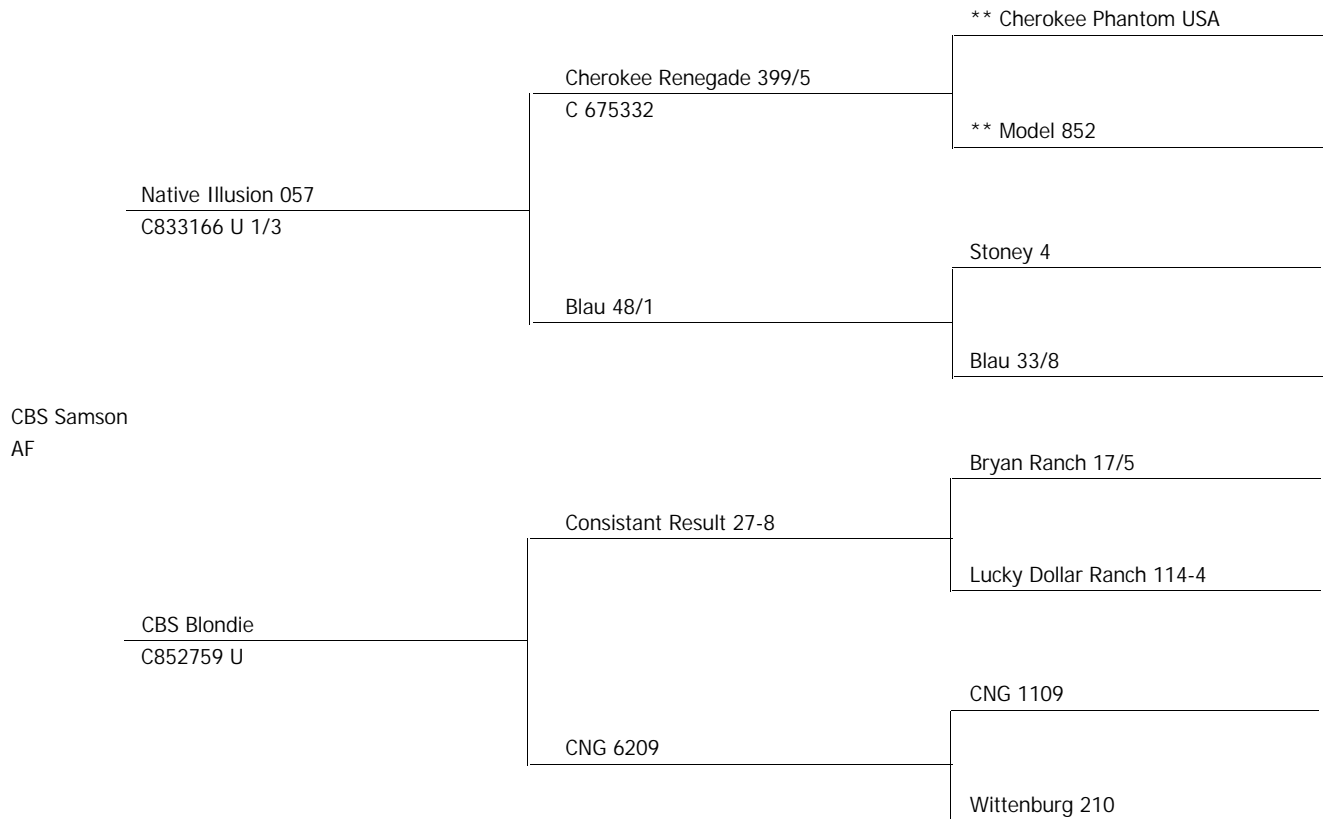 ** Cherokee Phantom USA
Cherokee Renegade 399/5
C 675332
** Model 852
Native Illusion 057
C833166 U 1/3
Stoney 4
Blau 48/1
Blau 33/8
CBS Samson
AF
Bryan Ranch 17/5
Consistant Result 27-8
Lucky Dollar Ranch 114-4
CBS Blondie
C852759 U
CNG 1109
CNG 6209
Wittenburg 210